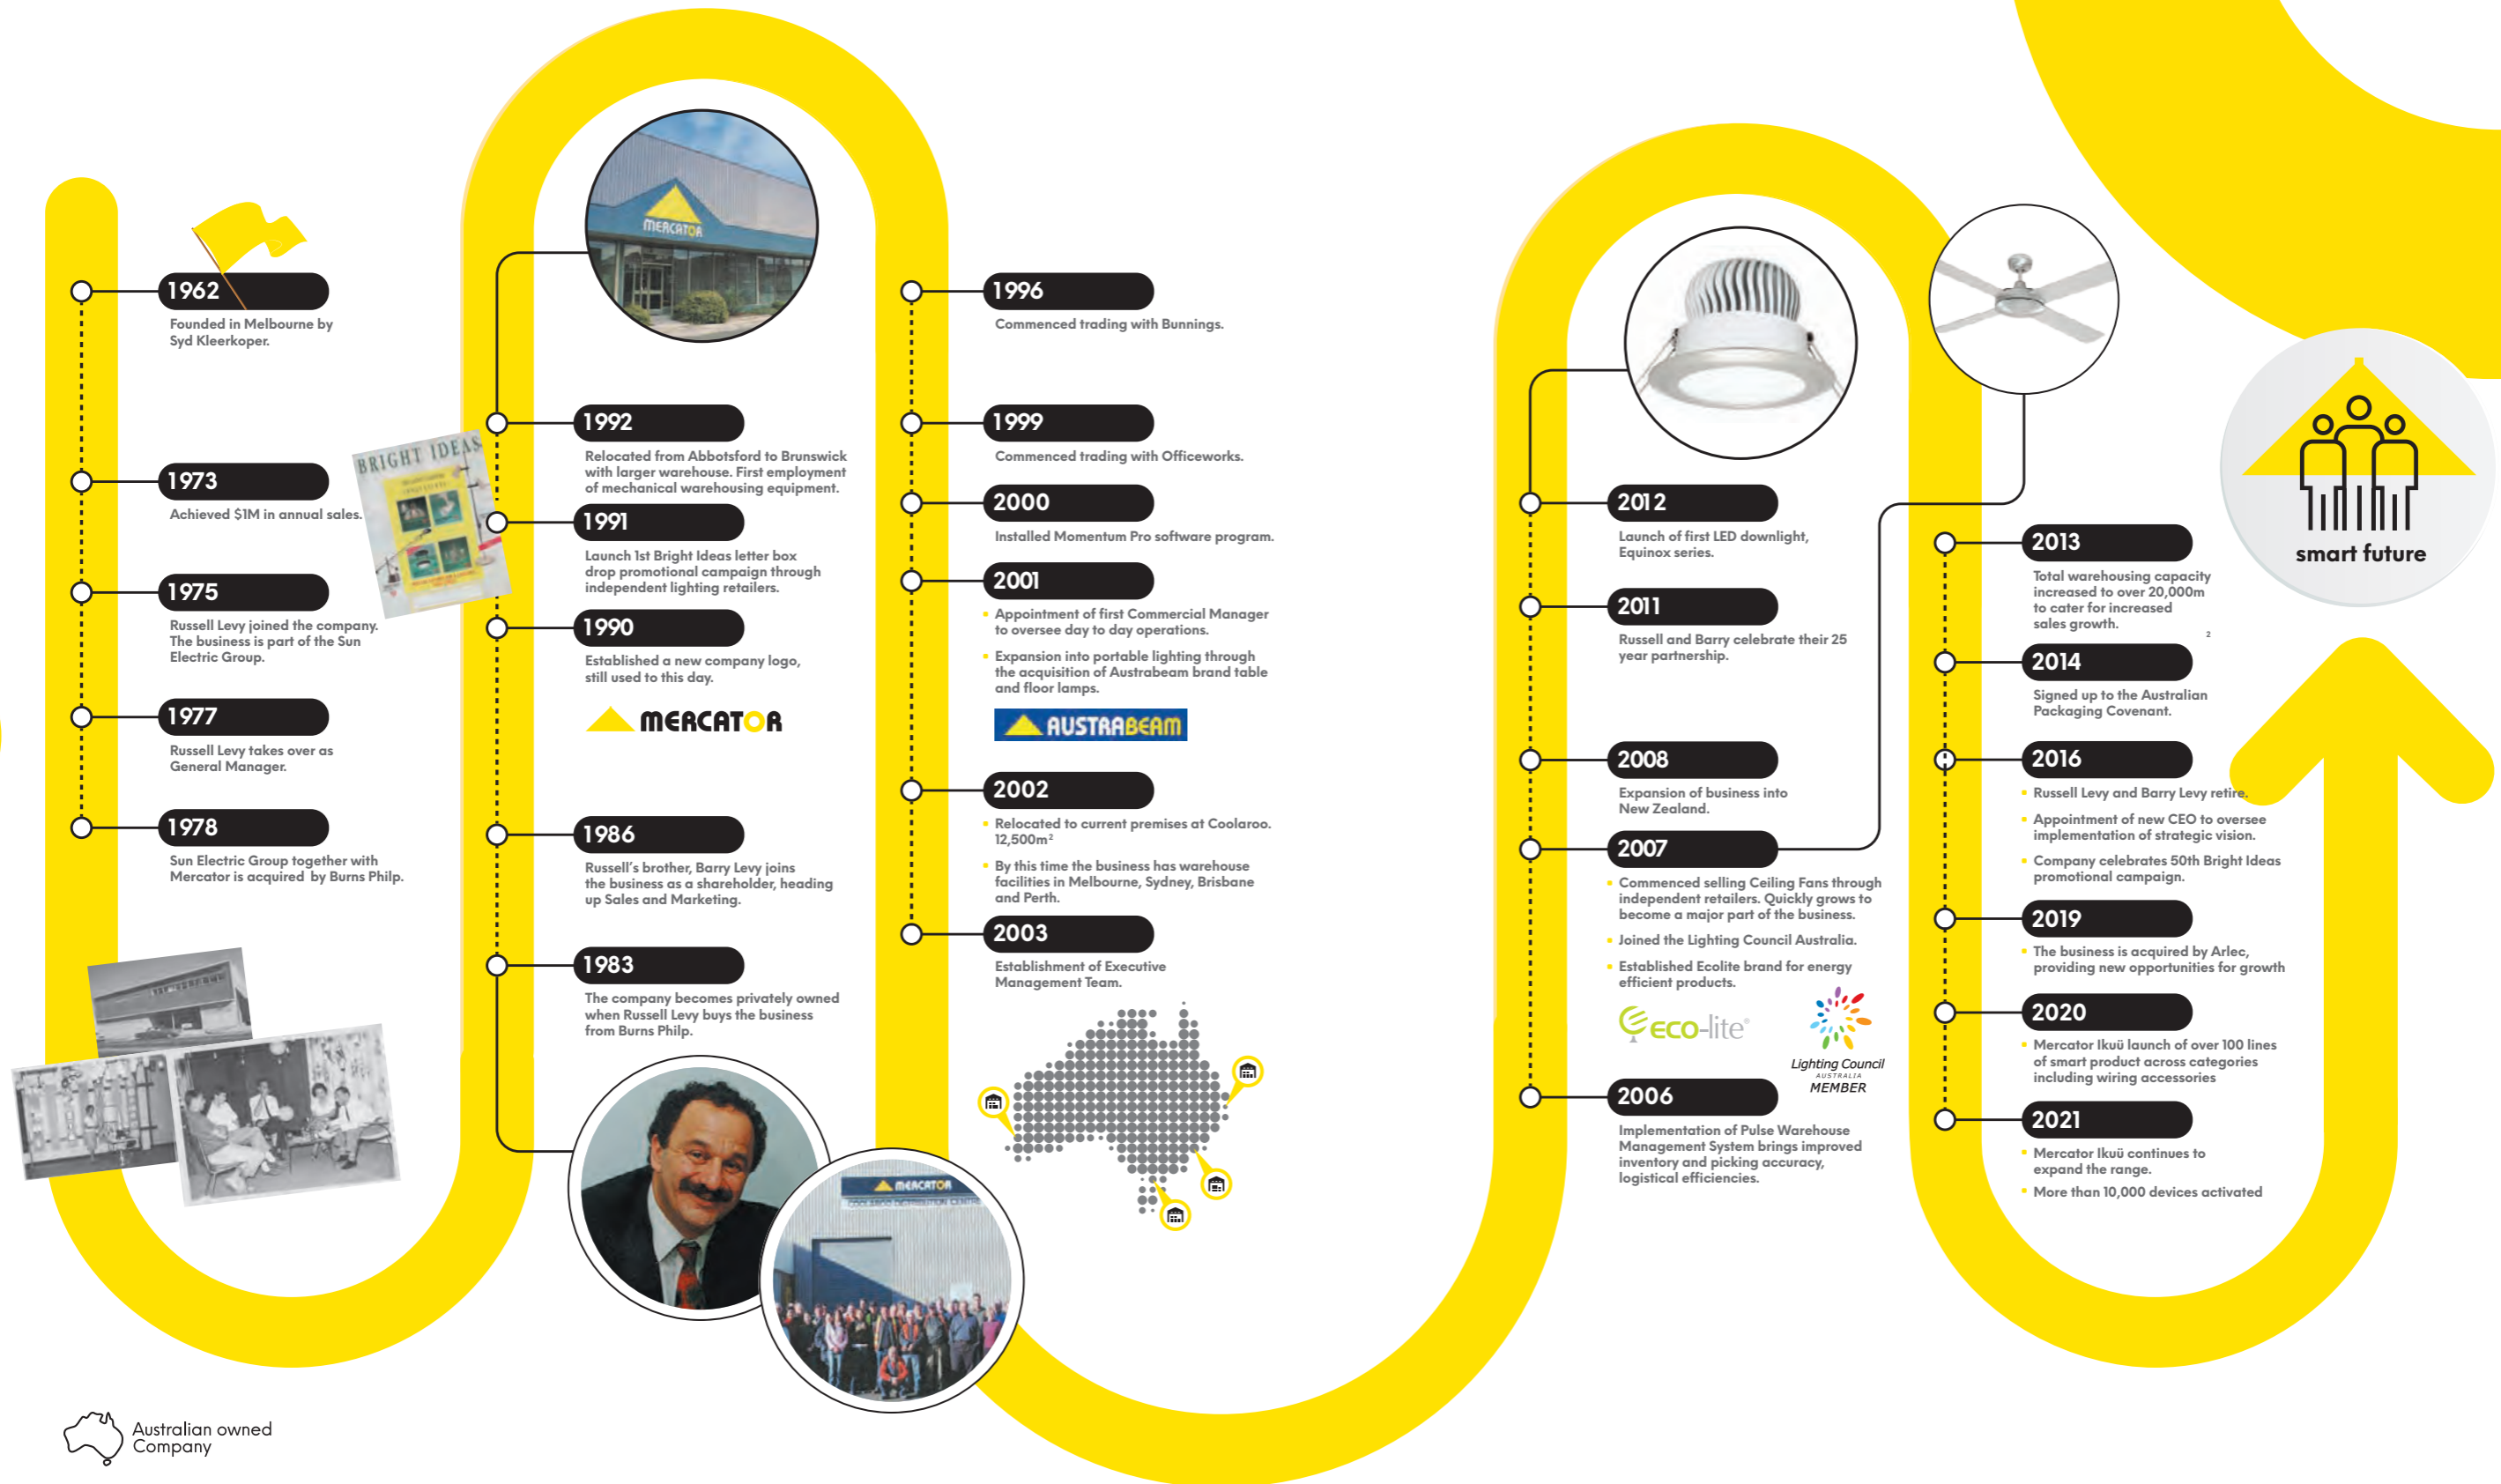 1962
Founded in Melbourne by
Syd Kleerkoper.
1973
Achieved $1M in annual sales.
1975
Russell Levy joined the company.
The business is part of the Sun
Electric Group.
1977
Russell Levy takes over as
General Manager.
1978
Sun Electric Group together with
Mercator is acquired by Burns Philp.
Australian owned
Company
MERCATOR
1992
Relocated from Abbotsford to Brunswick
with larger warehouse. First employment
of mechanical warehousing equipment.
BRIGHT IDEAS
1991
Launch 1st Bright Ideas letter box
drop promotional campaign through
independent lighting retailers.
1990
Established a new company logo,
still used to this day.
MERCATOR
1986
Russell's brother, Barry Levy joins
the business as a shareholder, heading
up Sales and Marketing.
1983
The company becomes privately owned
when Russell Levy buys the business
from Burns Philp.
MERCATOR
COOLAROO DISTRIBUTION CENTRE
1996
Commenced trading with Bunnings.
1999
Commenced trading with Officeworks.
2000
Installed Momentum Pro software program.
2001
Appointment of first Commercial Manager
to oversee day to day operations.
Expansion into portable lighting through
the acquisition of Austrabeam brand table
and floor lamps.
AUSTRABEAM
2002
Relocated to current premises at Coolaroo.
12,500m²
By this time the business has warehouse
facilities in Melbourne, Sydney, Brisbane
and Perth.
2003
Establishment of Executive
Management Team.
2012
Launch of first LED downlight,
Equinox series.
2011
Russell and Barry celebrate their 25
year partnership.
2008
Expansion of business into
New Zealand.
2007
Commenced selling Ceiling Fans through
independent retailers. Quickly grows to
become a major part of the business.
Joined the Lighting Council Australia.
Established Ecolite brand for energy
efficient products.
eco-lite®
Lighting Council
AUSTRALIA
MEMBER
2006
Implementation of Pulse Warehouse
Management System brings improved
inventory and picking accuracy,
logistical efficiencies.
2013
Total warehousing capacity
increased to over 20,000m
to cater for increased
sales growth.
2
2014
Signed up to the Australian
Packaging Covenant.
2016
Russell Levy and Barry Levy retire.
Appointment of new CEO to oversee
implementation of strategic vision.
Company celebrates 50th Bright Ideas
promotional campaign.
2019
The business is acquired by Arlec,
providing new opportunities for growth
2020
Mercator Ikuü launch of over 100 lines
of smart product across categories
including wiring accessories
2021
Mercator Ikuü continues to
expand the range.
More than 10,000 devices activated
smart future